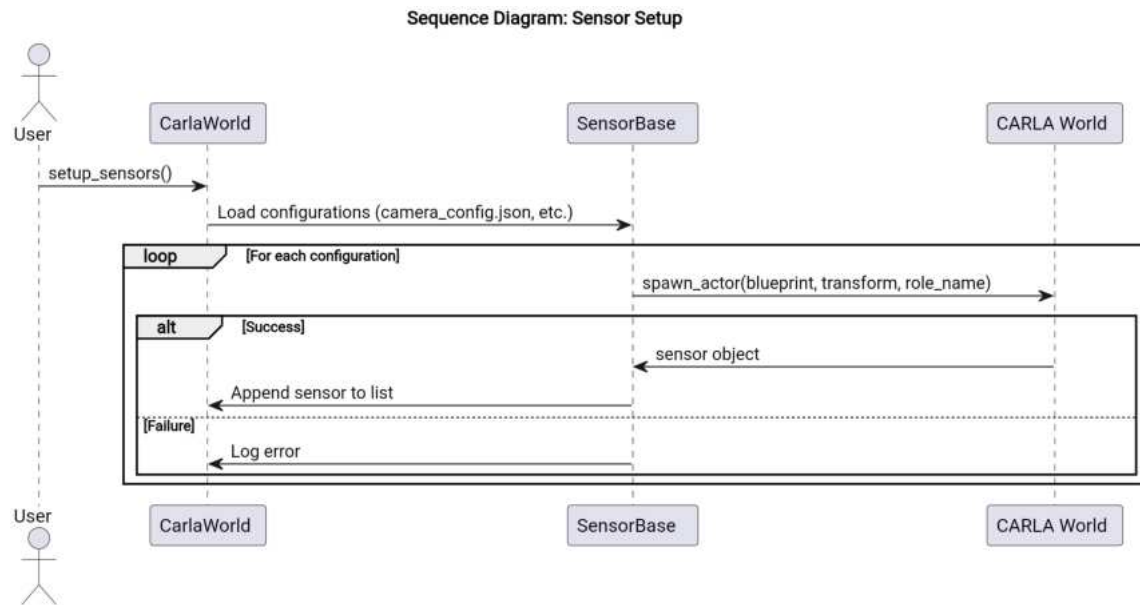 Sequence Diagram: Sensor Setup
User
CarlaWorld
SensorBase
CARLA World
setup_sensors()
Load configurations (camera_config.json, etc.)
loop
[For each configuration]
spawn_actor(blueprint, transform, role_name)
alt
[Success]
sensor object
Append sensor to list
[Failure]
Log error
User
CarlaWorld
SensorBase
CARLA World